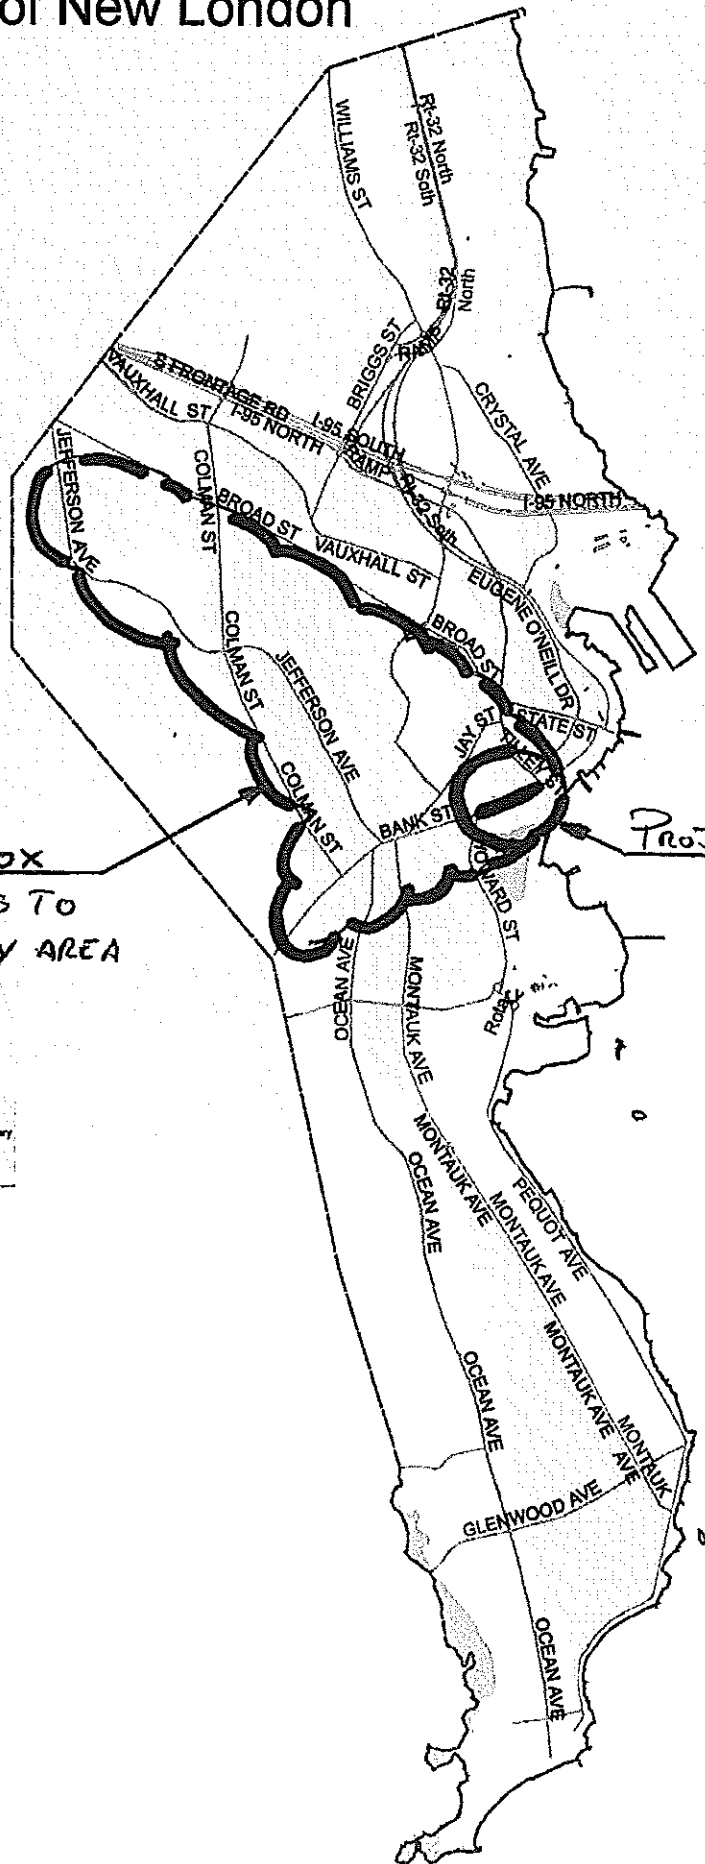 of New London
WILLIAMS ST
Rt-32 North
Rt-32 Soth
Rt-32
North
BRIGGS ST
RAMP
CRYSTAL AVE
S FRONTAGE RD
VAUXHALL ST
I-95 NORTH
I-95 SOUTH
RAMP
Rt-32 Soth
I-95 NORTH
JEFFERSON AVE
COLMAN ST
BROAD ST
VAUXHALL ST
EUGENE O'NEILL DR
BROAD ST
COLMAN ST
JEFFERSON AVE
JAY ST
STATE ST
TILLEY ST
COLMAN ST
BANK ST
OX
PROJ
S TO
Y AREA
OCEAN AVE
MONTAUK AVE
MONTAUK AVE
OCEAN AVE
MONTAUK AVE
PEQUOT AVE
MONTAUK AVE
OCEAN AVE
MONTAUK AVE
MONTAUK
AVE
GLENWOOD AVE
OCEAN AVE